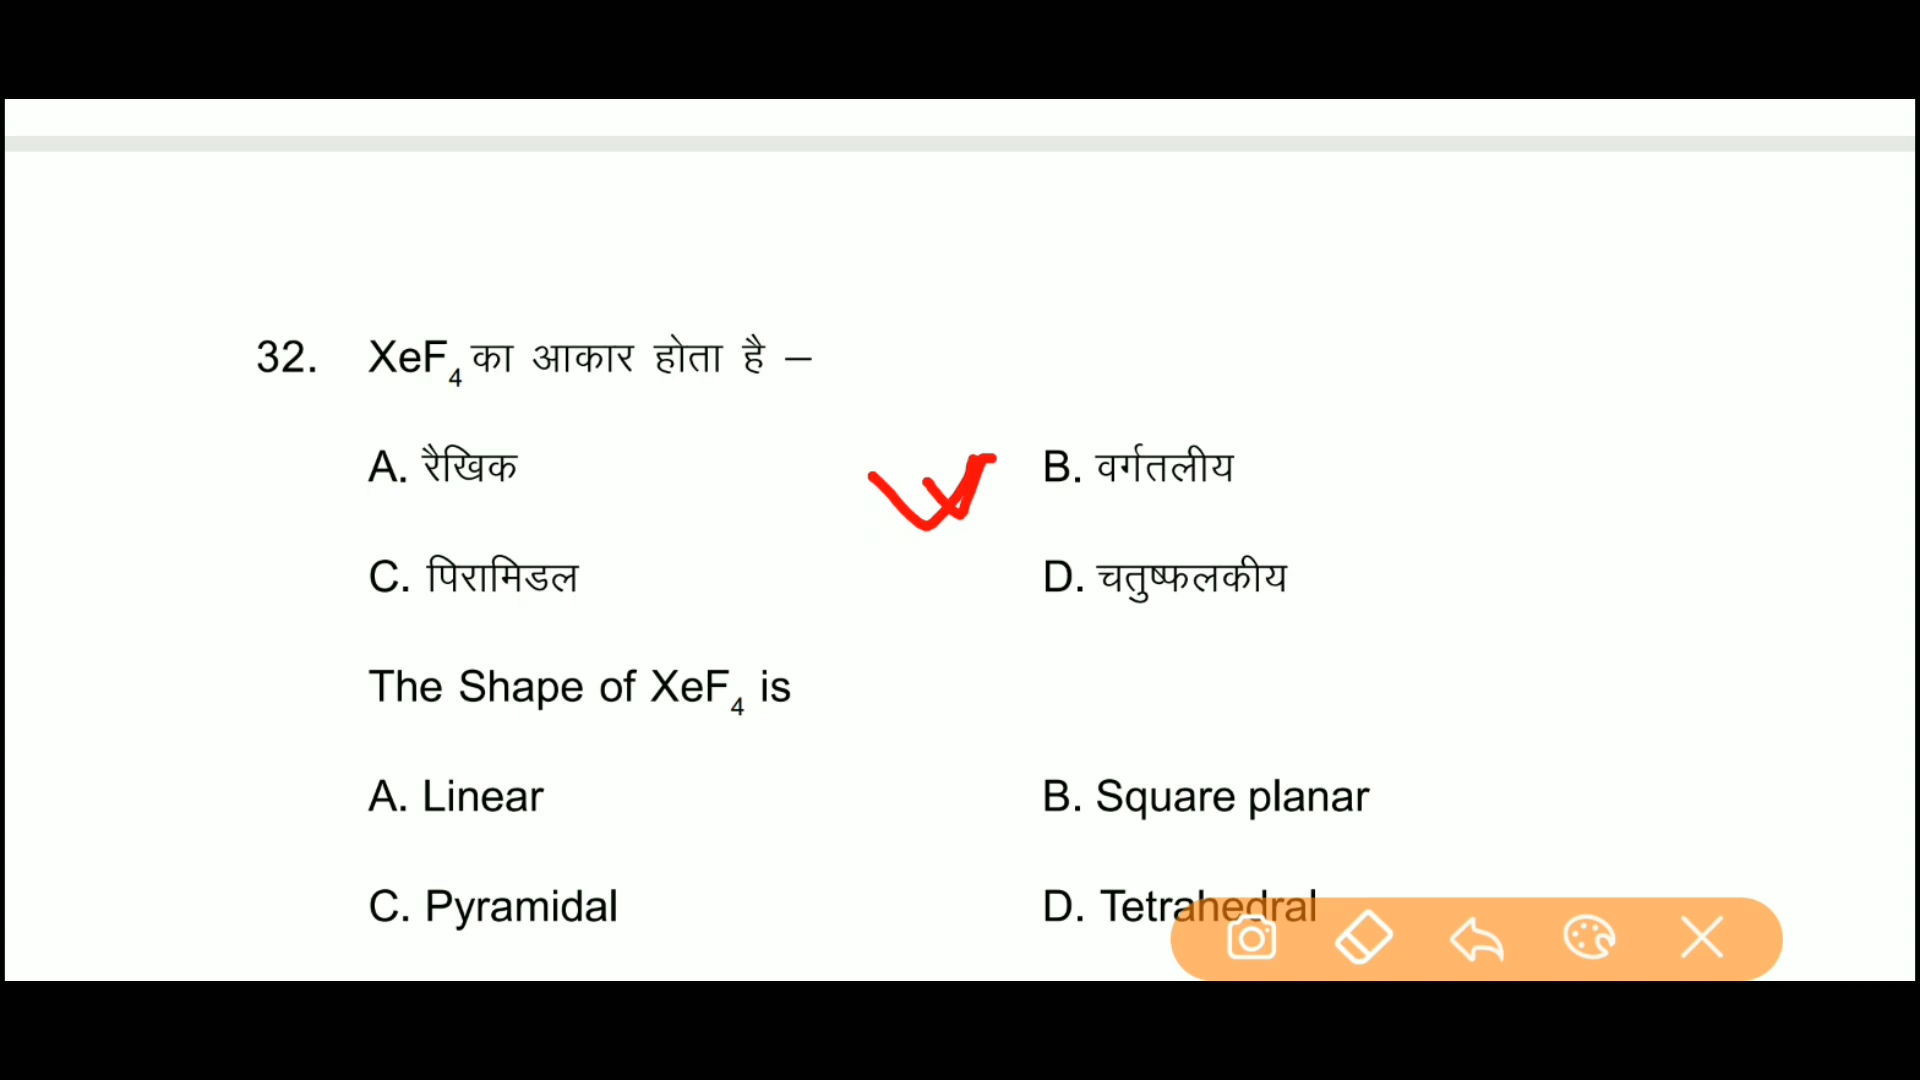 32. XeF₄ का आकार होता है –
A. रैखिक B. वर्गतलीय
C. पिरामिडल D. चतुष्फलकीय
The Shape of XeF₄ is
A. Linear B. Square planar
C. Pyramidal D. Tetrahedral